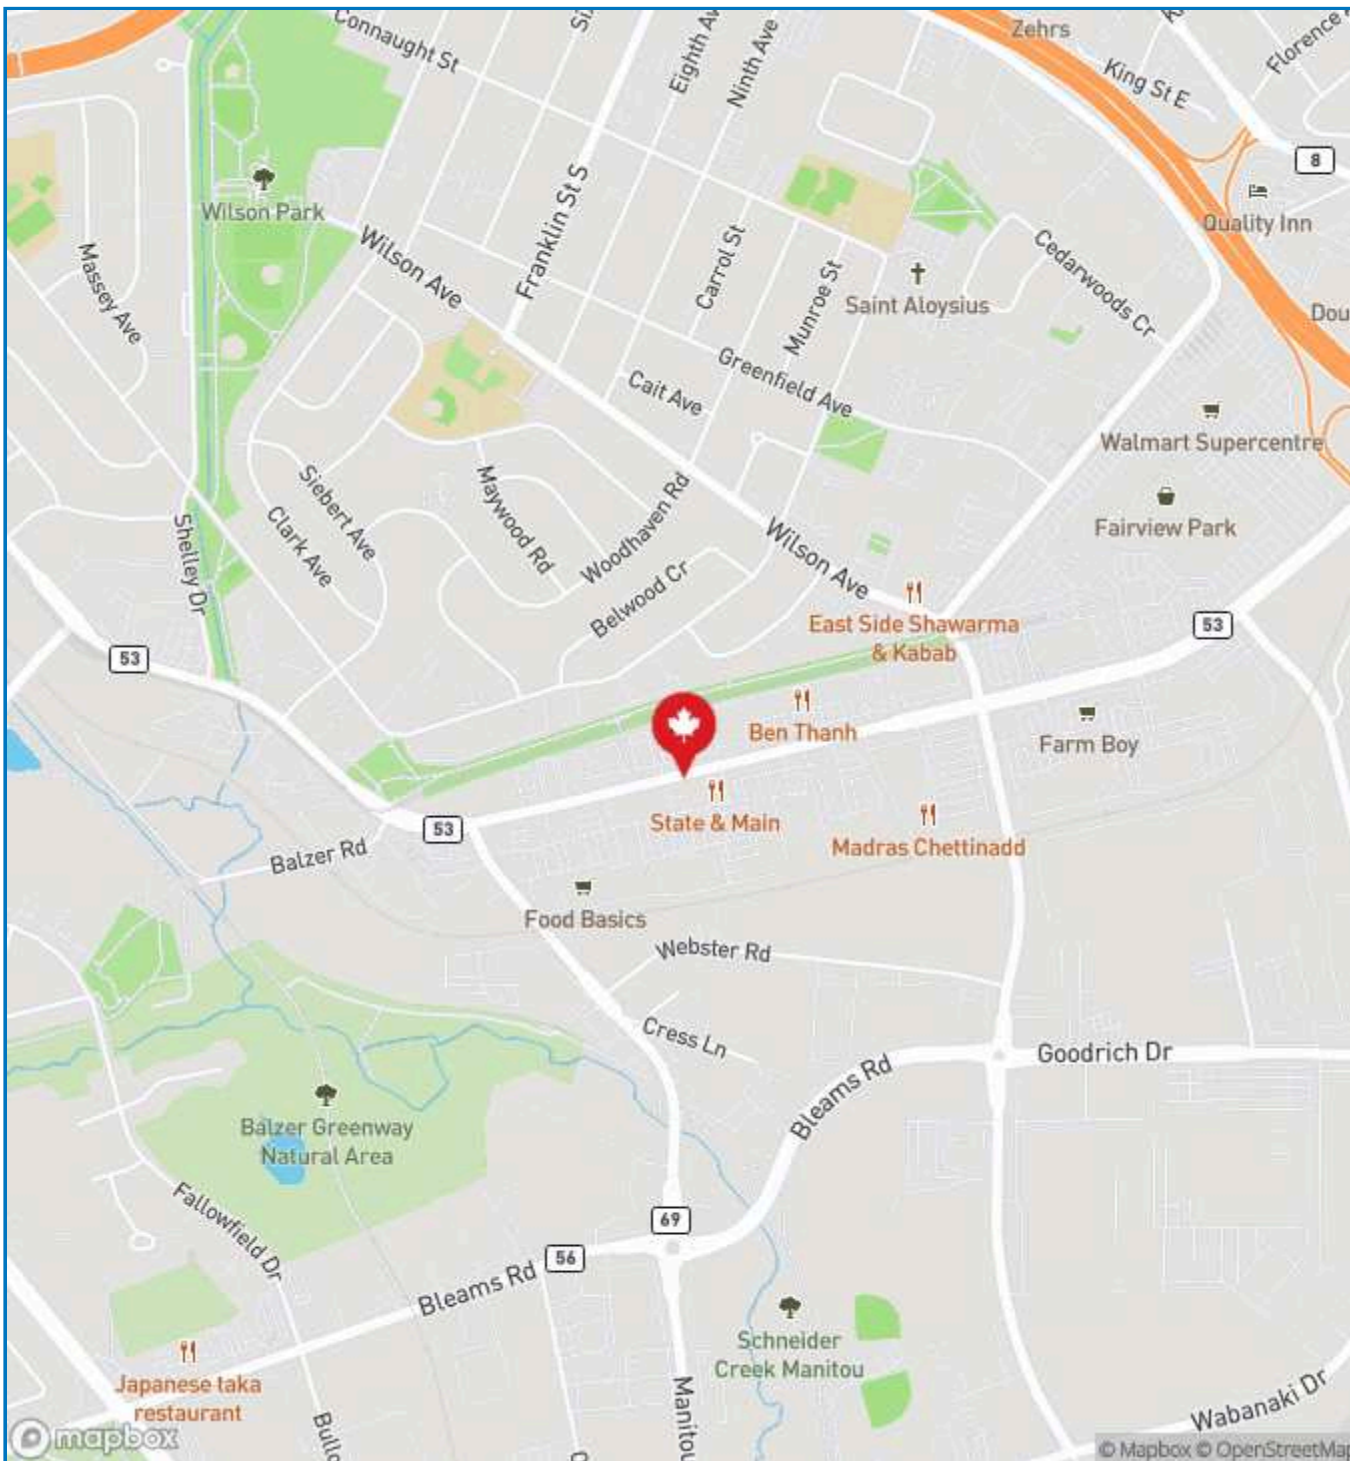 Connaught St
Six
Eighth Av
Ninth Ave
Zehrs
King St E
Florence
8
Quality Inn
Wilson Park
Wilson Ave
Franklin St S
Carrol St
Munroe St
Saint Aloysius
Cedarwoods Cr
Dou
Massey Ave
Cait Ave
Greenfield Ave
Walmart Supercentre
Fairview Park
Siebert Ave
Clark Ave
Maywood Rd
Woodhaven Rd
Belwood Cr
Wilson Ave
Shelley Dr
East Side Shawarma
& Kabab
53
53
Ben Thanh
Farm Boy
State & Main
53
Madras Chettinadd
Balzer Rd
Food Basics
Webster Rd
Cress Ln
Goodrich Dr
Bleams Rd
Balzer Greenway
Natural Area
Fallowfield Dr
69
56
Bleams Rd
Schneider
Creek Manitou
Japanese taka
restaurant
Bullo
Manitou
Wabanaki Dr
mapbox
© Mapbox © OpenStreetMap